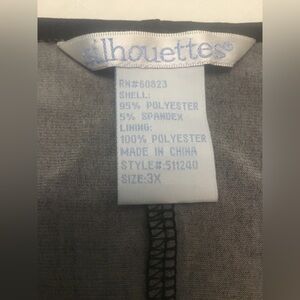 Silhouettes®
RN#60823
SHELL:
95% POLYESTER
5% SPANDEX
LINING:
100% POLYESTER
MADE IN CHINA
STYLE#:511240
SIZE:3X